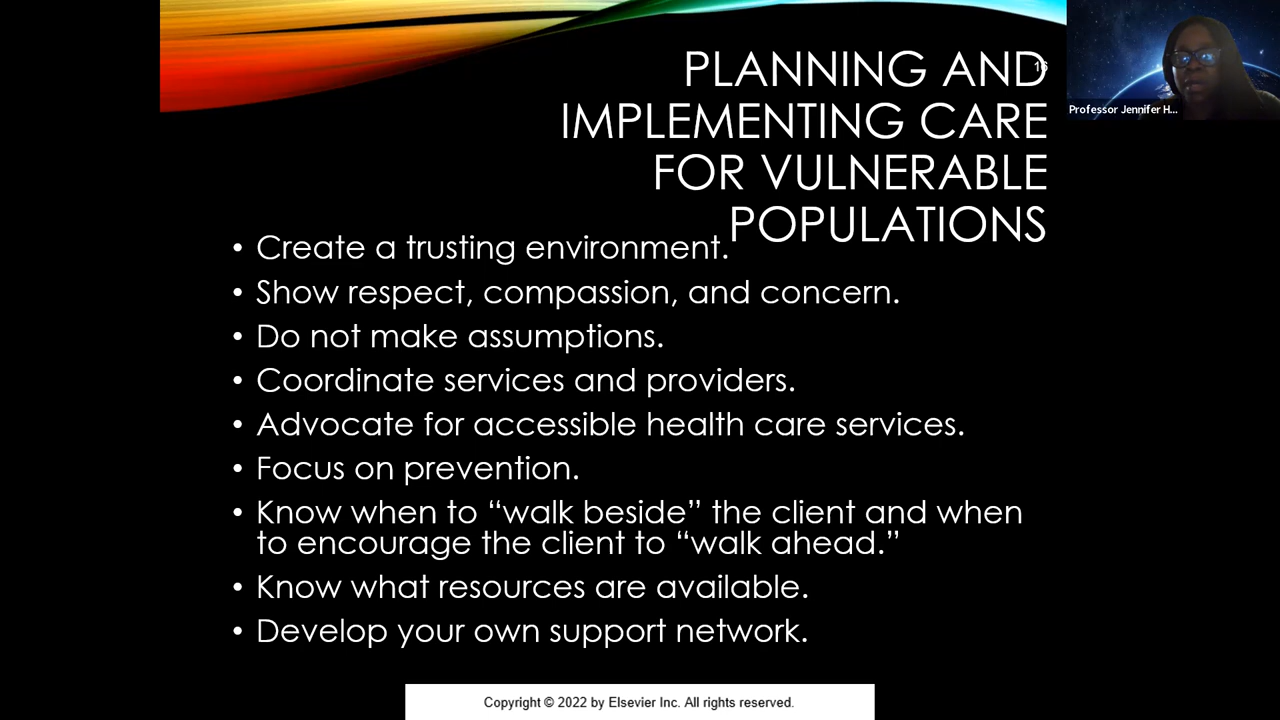 PLANNING AND
16
IMPLEMENTING CARE
FOR VULNERABLE
POPULATIONS
Professor Jennifer H...
• Create a trusting environment.
• Show respect, compassion, and concern.
• Do not make assumptions.
• Coordinate services and providers.
• Advocate for accessible health care services.
• Focus on prevention.
• Know when to “walk beside” the client and when
to encourage the client to “walk ahead.”
• Know what resources are available.
• Develop your own support network.
Copyright © 2022 by Elsevier Inc. All rights reserved.